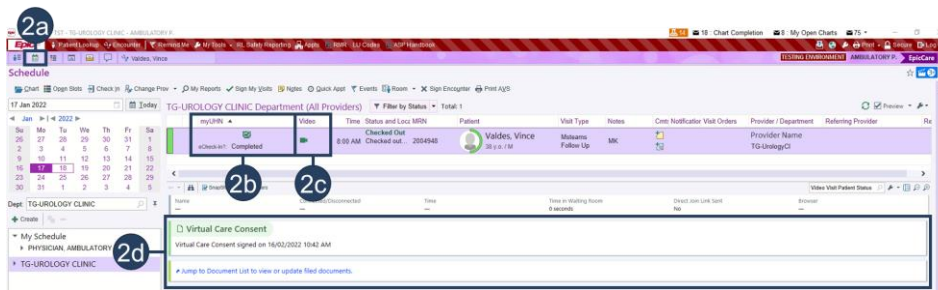 2a
TST - TG-UROLOGY CLINIC - AMBULATORY P.
14 18 : Chart Completion 8 : My Open Charts 75
Epic Patient Lookup Encounter Remind Me My Tools RL Safety Reporting Appts LU Codes ASP Handbook Print Secure Log
Valdes, Vince TESTING ENVIRONMENT AMBULATORY P. EpicCare
Schedule
Chart Open Slots Check In Change Prov My Reports Sign My Visits Notes Quick Appt Events Room Sign Encounter Print AVS
17 Jan 2022 Today TG-UROLOGY CLINIC Department (All Providers) Filter by Status Total: 1 Preview
Jan 2022
Su Mo Tu We Th Fr Sa
26 27 28 29 30 31 1
2 3 4 5 6 7 8
9 10 11 12 13 14 15
16 17 18 19 20 21 22
23 24 25 26 27 28 29
30 31 1 2 3 4 5
myUHN Video Time Status and Locz MRN Patient Visit Type Notes Cmt: Notification Visit Orders Provider / Department Referring Provider Re
eCheck-In?: Completed 8:00 AM Checked Out Checked out... 2004940 Valdes, Vince 38 y.o. / M Msteams Follow Up MK Provider Name TG-UrologyCl
2b
2c
Dept: TG-UROLOGY CLINIC
Video Visit Patient Status
Create
Name Connected/Disconnected Time Time in Waiting Room Direct Join Link Sent Browser
— — — 0 seconds No —
My Schedule
PHYSICIAN, AMBULATORY
TG-UROLOGY CLINIC
2d
Virtual Care Consent
Virtual Care Consent signed on 16/02/2022 10:42 AM
Jump to Document List to view or update filed documents.